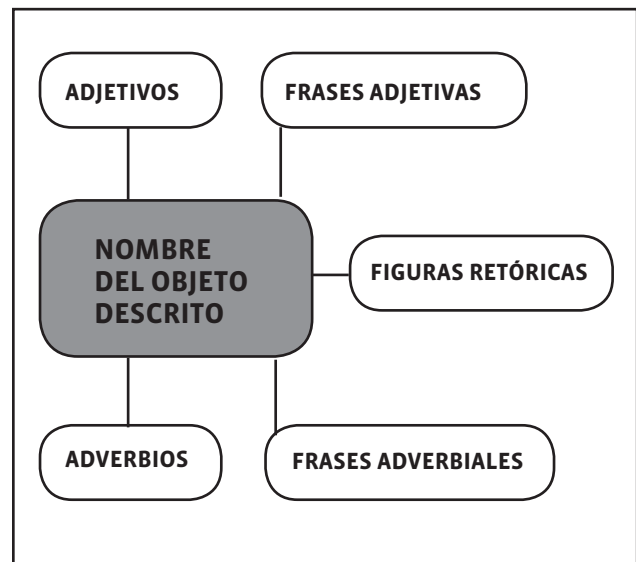 ADJETIVOS
FRASES ADJETIVAS
NOMBRE
DEL OBJETO
DESCRITO
FIGURAS RETÓRICAS
ADVERBIOS
FRASES ADVERBIALES